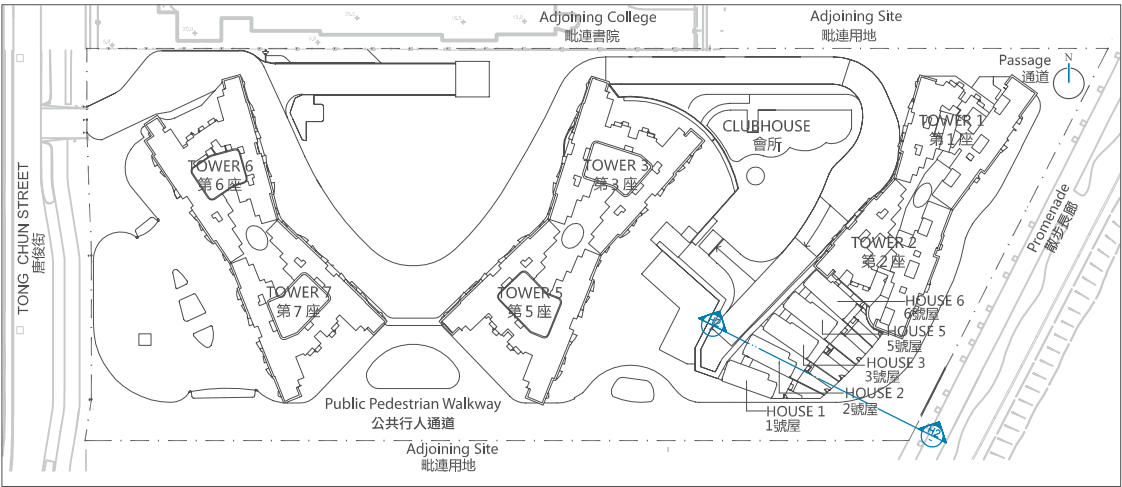 Adjoining College
毗連書院
Adjoining Site
毗連用地
Passage
通道
N
CLUBHOUSE
會所
TOWER 1
第1座
TOWER 6
第6座
TOWER 3
第3座
TONG CHUN STREET
唐俊街
Promenade
散步長廊
TOWER 2
第2座
TOWER 7
第7座
TOWER 5
第5座
HOUSE 6
6號屋
HOUSE 5
5號屋
HOUSE 3
3號屋
HOUSE 2
2號屋
HOUSE 1
1號屋
Public Pedestrian Walkway
公共行人通道
H2
Adjoining Site
毗連用地